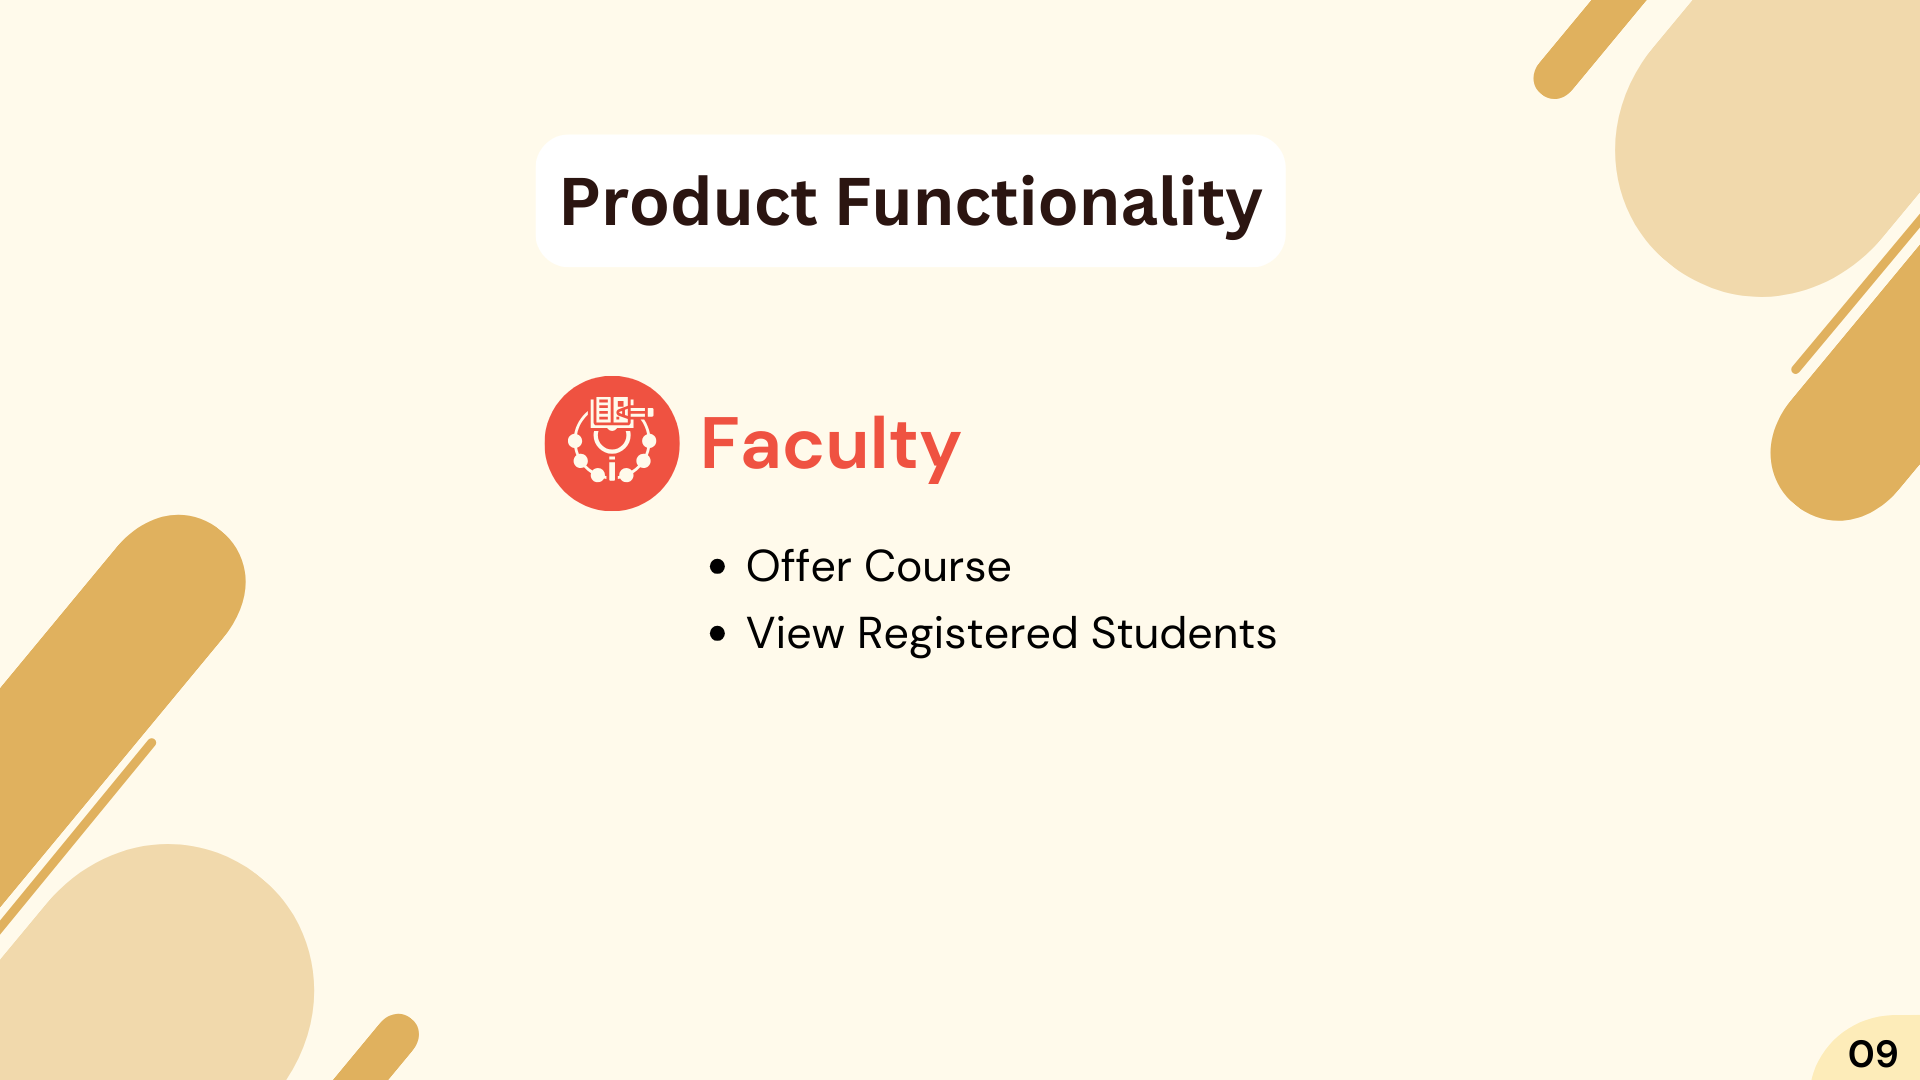 Product Functionality
Faculty
• Offer Course
• View Registered Students
09